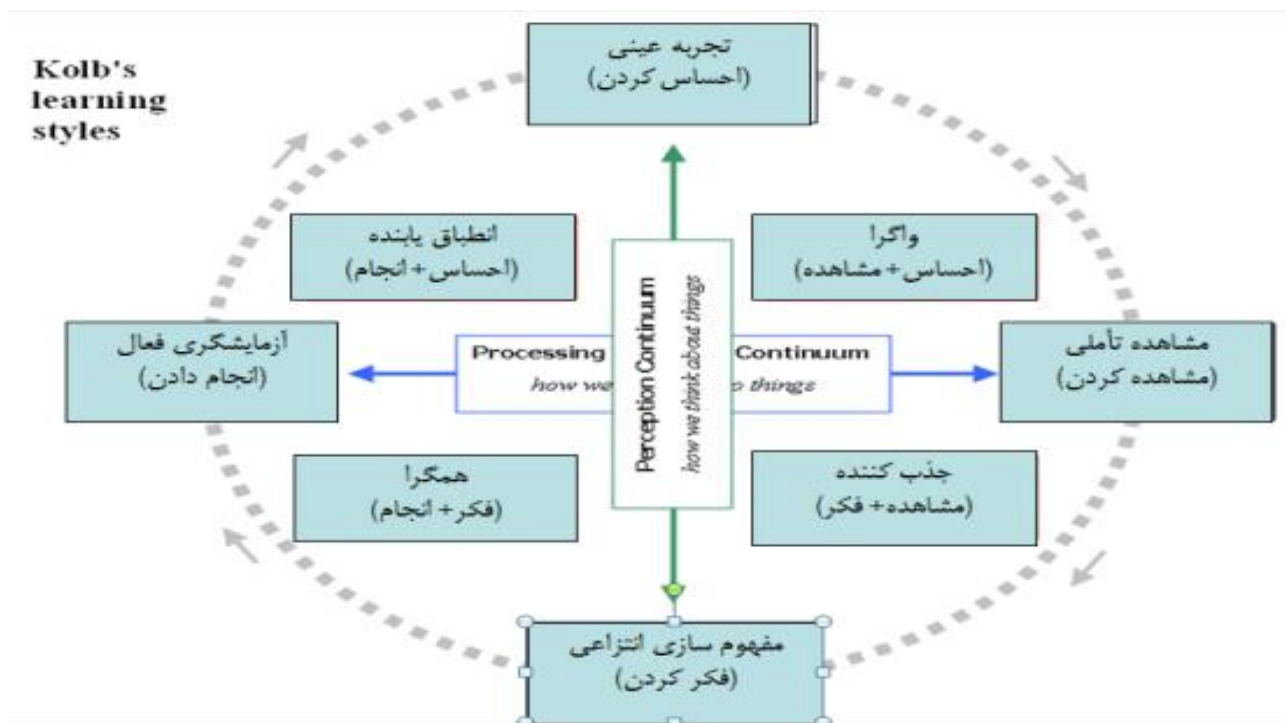 Kolb's
learning
styles
تجربه عینی
(احساس کردن)
انطباق یابنده
(احساس+انجام)
واگرا
(احساس+مشاهده)
آزمایشگری فعال
(انجام دادن)
Processing Continuum
how we o things
Perception Continuum
how we think about things
مشاهده تأملی
(مشاهده کردن)
همگرا
(فکر+انجام)
جذب کننده
(مشاهده+فکر)
مفهوم سازی انتزاعی
(فکر کردن)